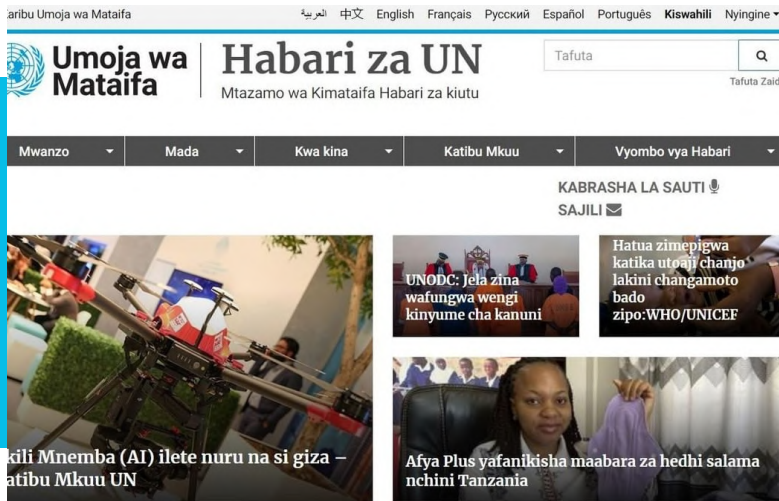 Umoja wa Mataifa
العربية 中文 English Français Русский Español Português Kiswahili Nyingine
Umoja wa
Mataifa
Habari za UN
Mtazamo wa Kimataifa Habari za kiutu
Tafuta
Tafuta Zaid
Mwanzo Mada Kwa kina Katibu Mkuu Vyombo vya Habari
KABRASHA LA SAUTI
SAJILI
UNODC: Jela zina
wafungwa wengi
kinyume cha kanuni
Hatua zimepigwa
katika utoaji chanjo
lakini changamoto
bado
zipo:WHO/UNICEF
kili Mnemba (AI) ilete nuru na si giza –
atibu Mkuu UN
Afya Plus yafanikisha maabara za hedhi salama
nchini Tanzania